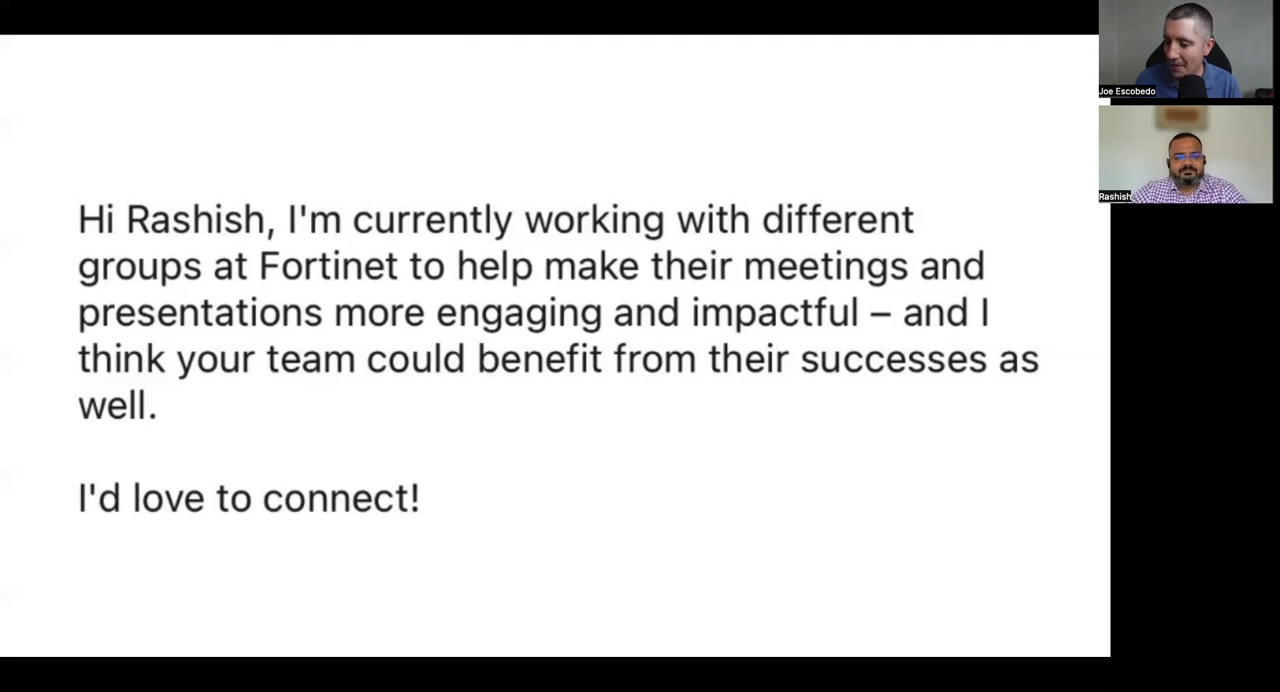 Hi Rashish, I'm currently working with different
groups at Fortinet to help make their meetings and
presentations more engaging and impactful – and I
think your team could benefit from their successes as
well.
I'd love to connect!
Joe Escobedo
Rashish